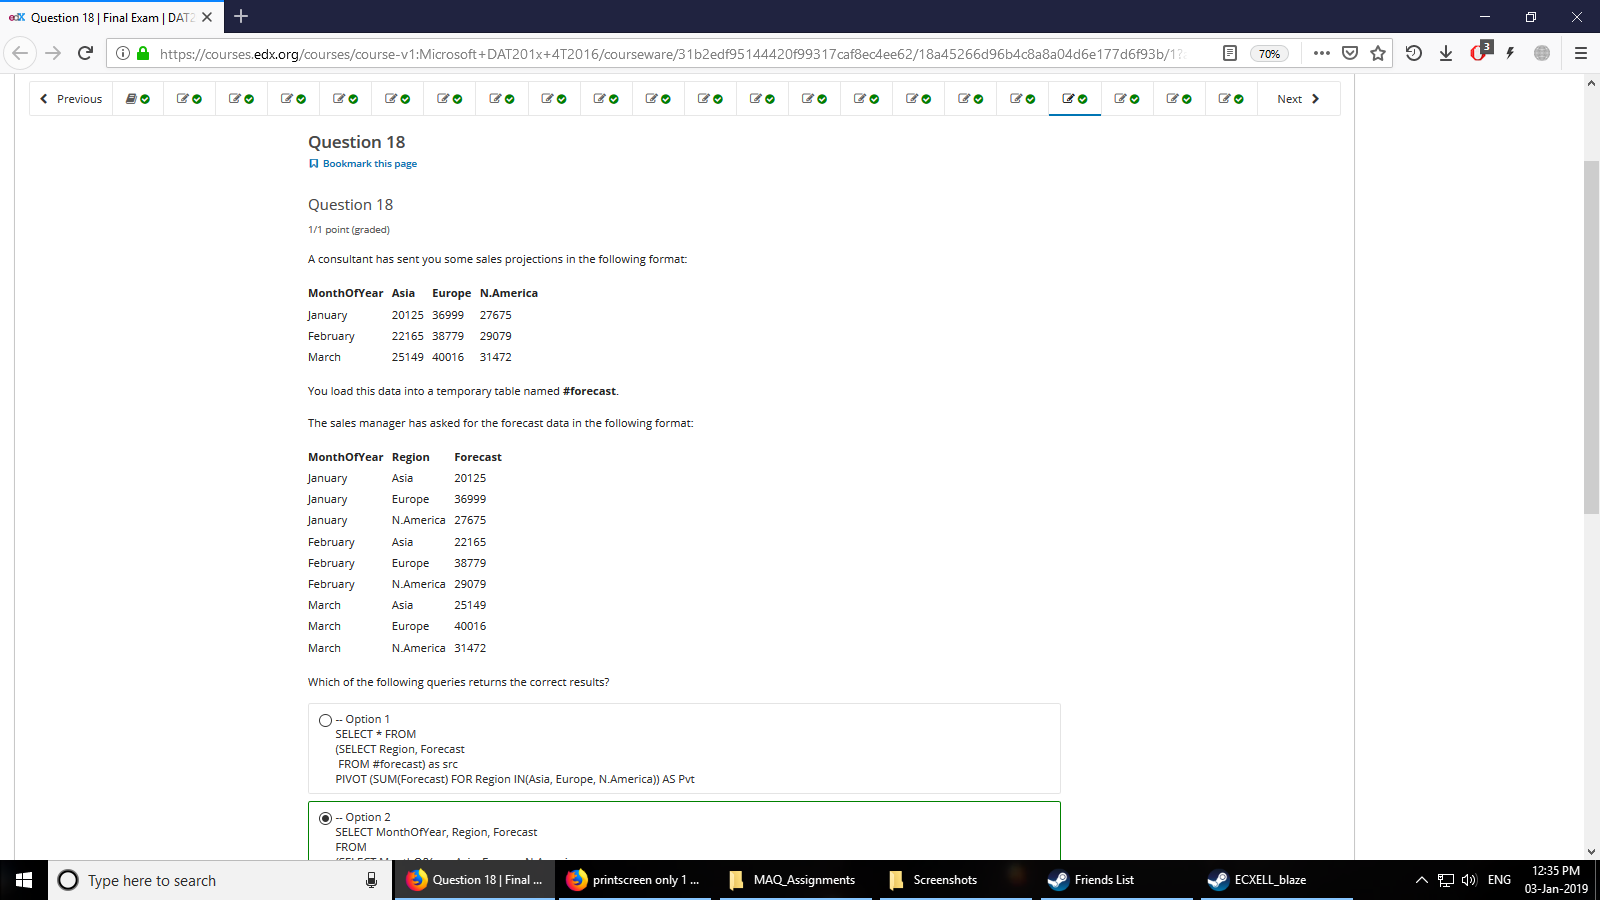 edX Question 18 | Final Exam | DAT2
https://courses.edx.org/courses/course-v1:Microsoft+DAT201x+4T2016/courseware/31b2edf95144420f99317caf8ec4ee62/18a45266d96b4c8a8a04d6e177d6f93b/1?
70%
3
Previous
Next
Question 18
Bookmark this page
Question 18
1/1 point (graded)
A consultant has sent you some sales projections in the following format:
MonthOfYear Asia Europe N.America
January 20125 36999 27675
February 22165 38779 29079
March 25149 40016 31472
You load this data into a temporary table named #forecast.
The sales manager has asked for the forecast data in the following format:
MonthOfYear Region Forecast
January Asia 20125
January Europe 36999
January N.America 27675
February Asia 22165
February Europe 38779
February N.America 29079
March Asia 25149
March Europe 40016
March N.America 31472
Which of the following queries returns the correct results?
-- Option 1
SELECT * FROM
(SELECT Region, Forecast
FROM #forecast) as src
PIVOT (SUM(Forecast) FOR Region IN(Asia, Europe, N.America)) AS Pvt
-- Option 2
SELECT MonthOfYear, Region, Forecast
FROM
Type here to search
Question 18 | Final ...
printscreen only 1 ...
MAQ_Assignments
Screenshots
Friends List
ECXELL_blaze
ENG
12:35 PM
03-Jan-2019